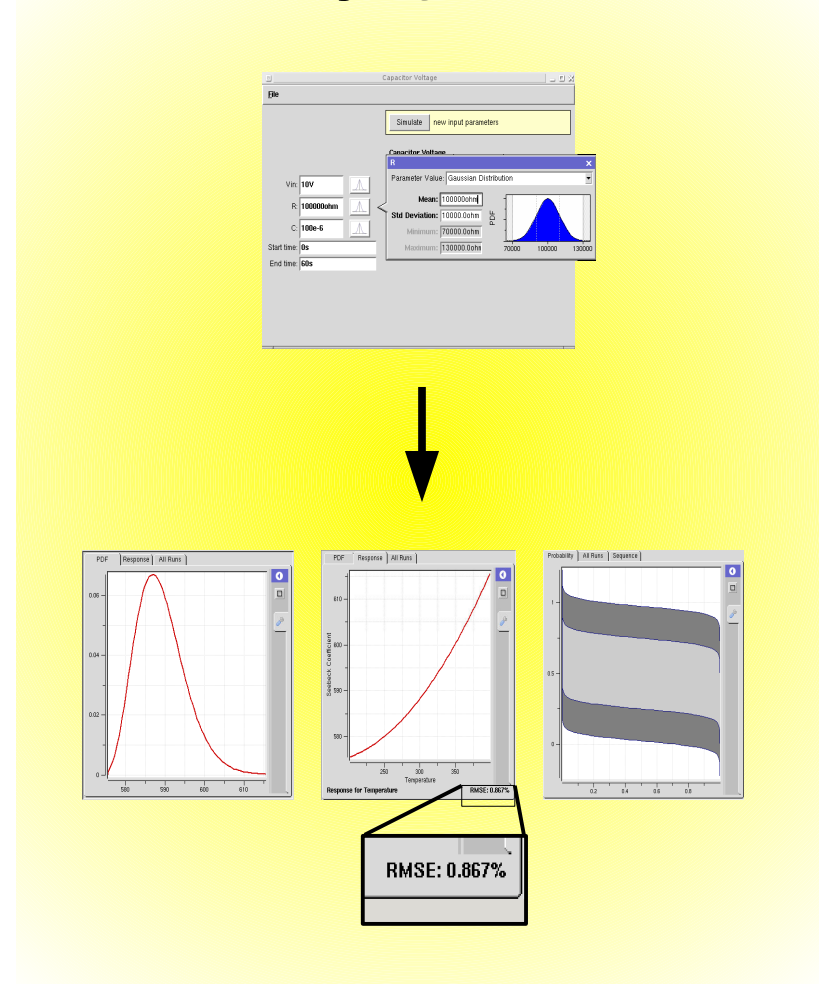 Capacitor Voltage
File
Simulate new input parameters
Capacitor Voltage
R
Parameter Value: Gaussian Distribution
Vin: 10V
Mean: 100000ohm
R: 100000ohm
Std Deviation: 10000.0ohm
PDF
C: 100e-6
Minimum: 70000.0ohm
Start time: 0s
Maximum: 130000.0ohm
70000 100000 130000
End time: 60s
PDF Response All Runs
0.06
0.04
0.02
0
580 590 600 610
PDF Response All Runs
610
600
590
580
Seebeck Coefficient
250 300 350
Temperature
Response for Temperature RMSE: 0.867%
Probability All Runs Sequence
1
0.5
0
0.2 0.4 0.6 0.8
RMSE: 0.867%